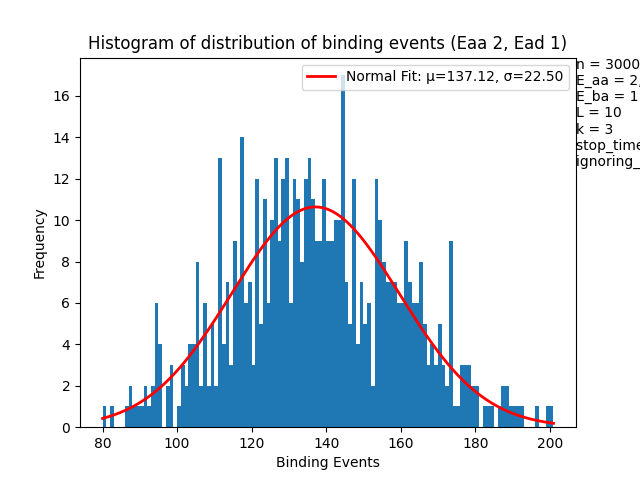 Histogram of distribution of binding events (Eaa 2, Ead 1)
Normal Fit: μ=137.12, σ=22.50
n = 3000
E_aa = 2,
E_ba = 1
L = 10
k = 3
stop_time
ignoring_
Frequency
16
14
12
10
8
6
4
2
0
80 100 120 140 160 180 200
Binding Events